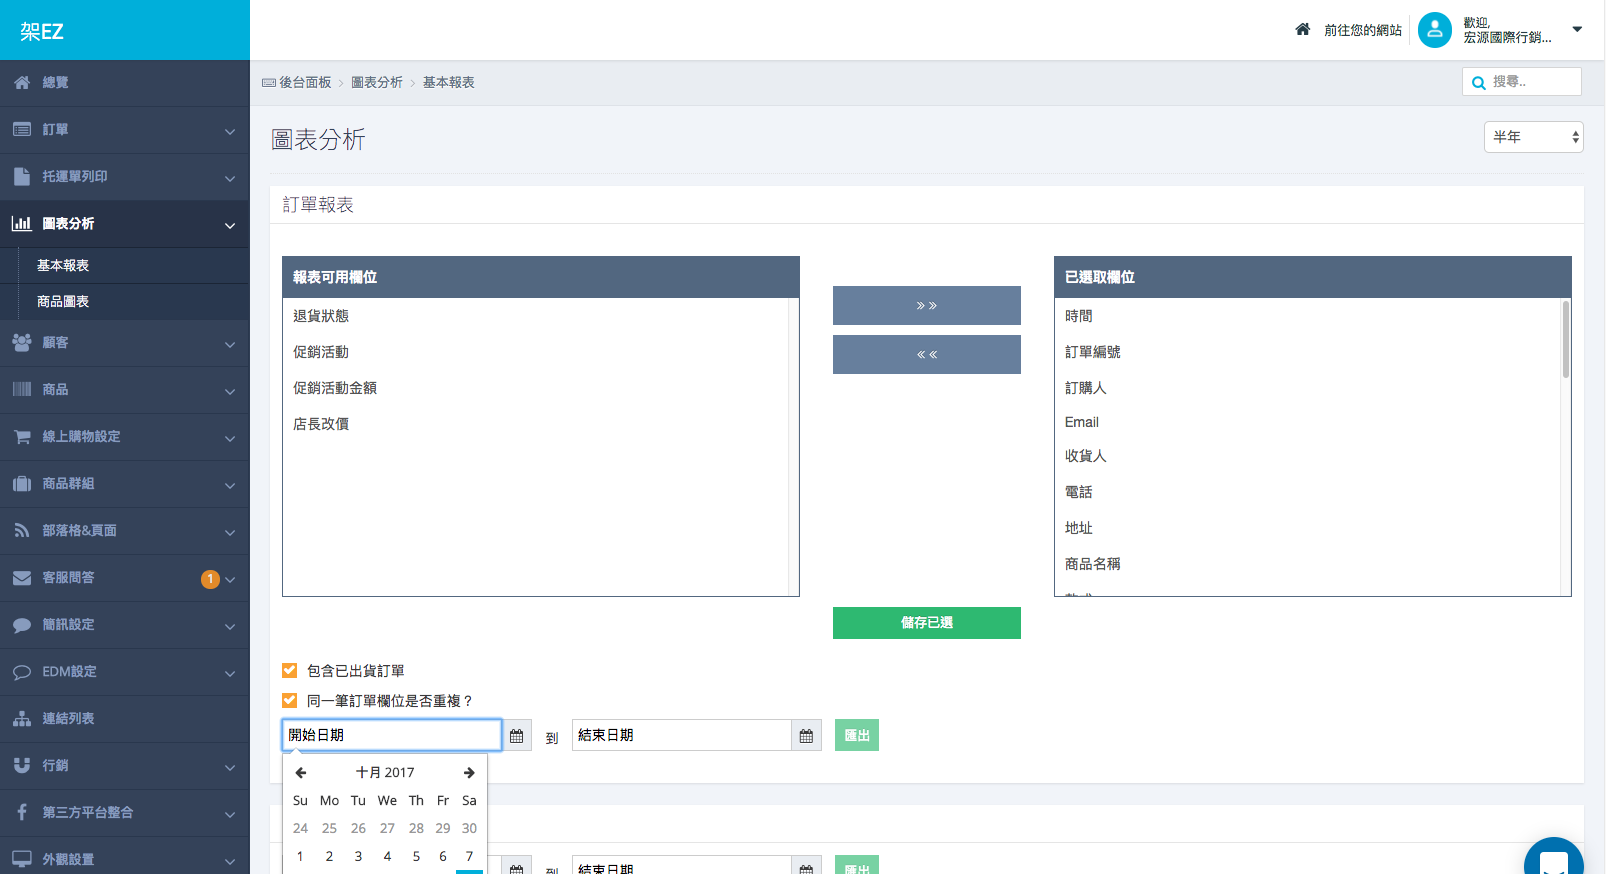 架EZ
前往您的網站
歡迎,
宏源國際行銷...
總覽
訂單
托運單列印
圖表分析
基本報表
商品圖表
顧客
商品
線上購物設定
商品群組
部落格&頁面
客服問答
1
簡訊設定
EDM設定
連結列表
行銷
第三方平台整合
外觀設置
後台面板 > 圖表分析 > 基本報表
搜尋..
圖表分析
半年
訂單報表
報表可用欄位
退貨狀態
促銷活動
促銷活動金額
店長改價
»»
««
已選取欄位
時間
訂單編號
訂購人
Email
收貨人
電話
地址
商品名稱
儲存已選
包含已出貨訂單
同一筆訂單欄位是否重複？
開始日期
到
結束日期
匯出
十月 2017
Su Mo Tu We Th Fr Sa
24 25 26 27 28 29 30
1 2 3 4 5 6 7
到
結束日期
匯出